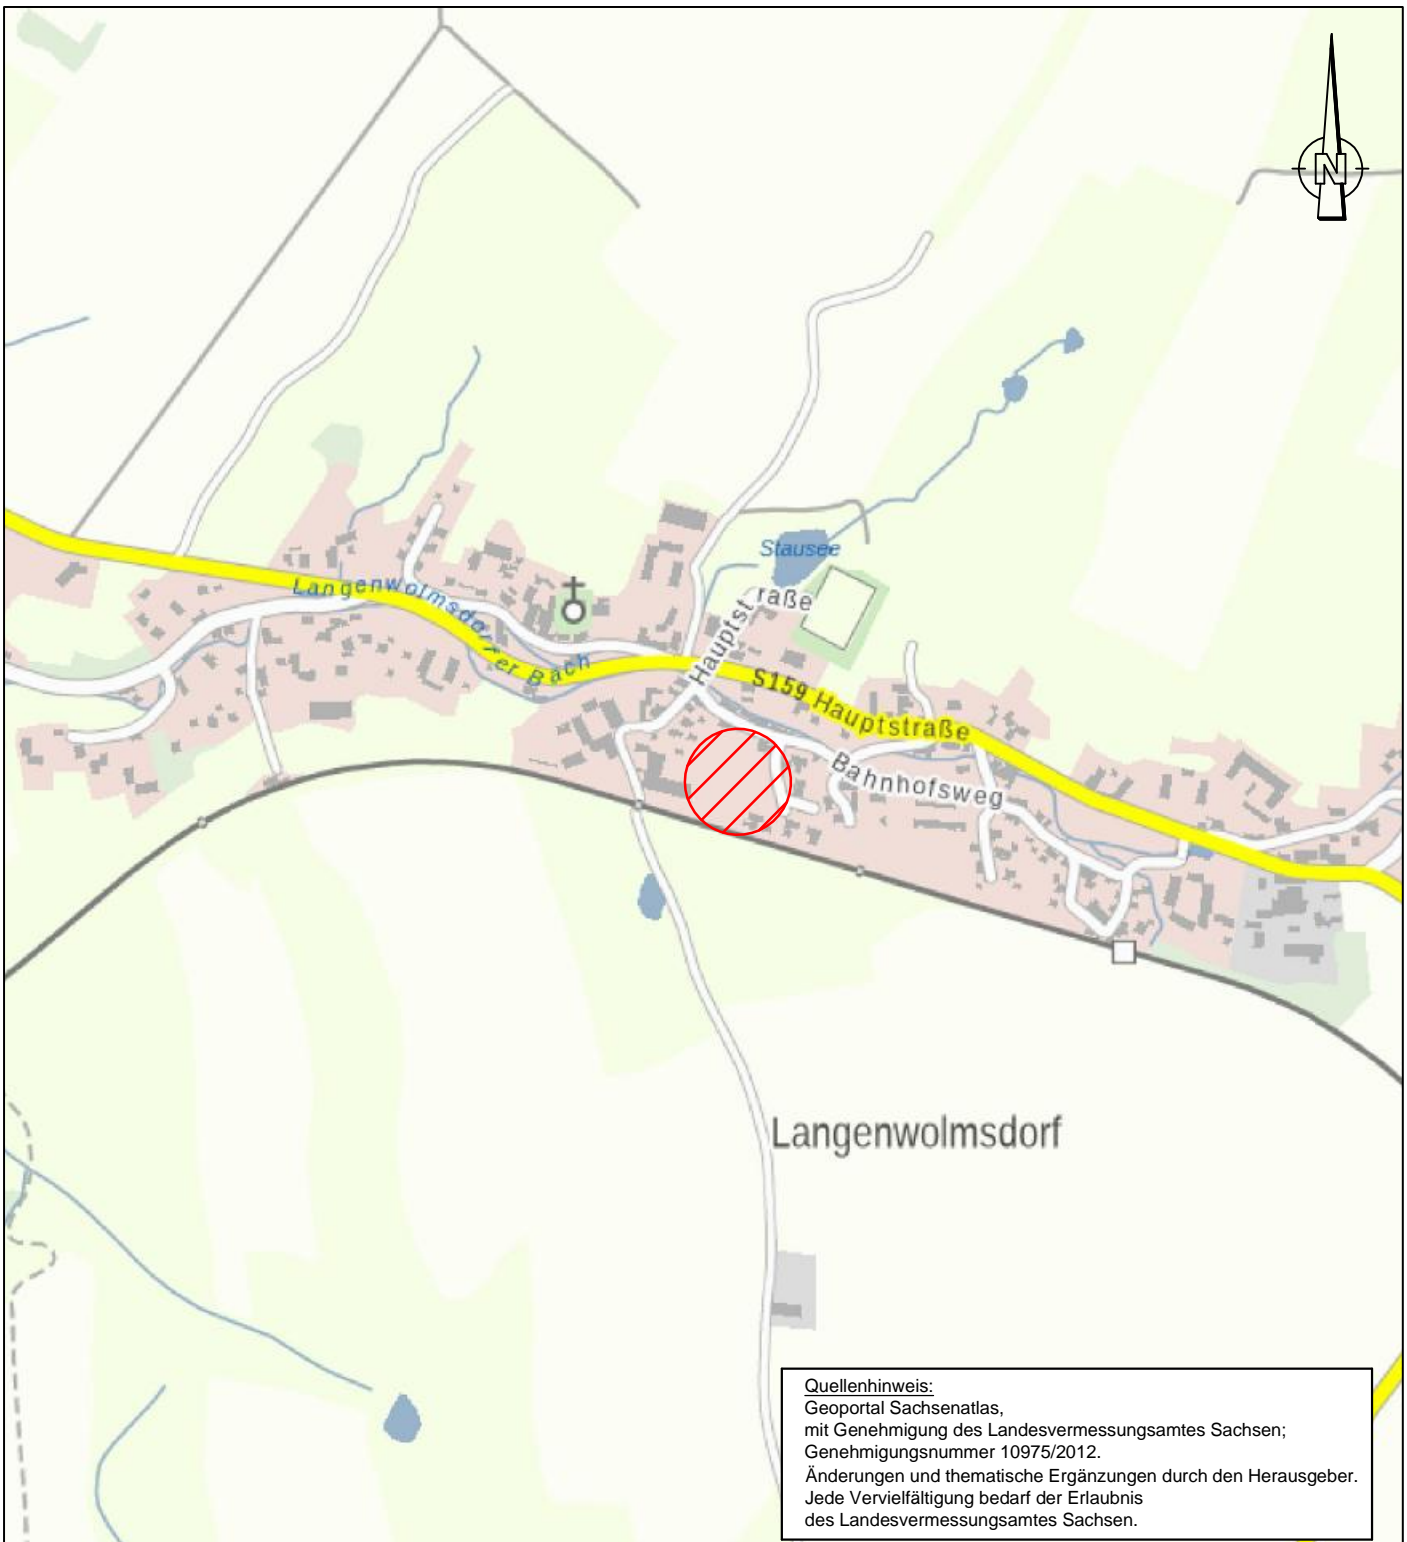 N
Stausee
Langenwolmsdorfer Bach
Hauptstraße
S159 Hauptstraße
Bahnhofsweg
Langenwolmsdorf
Quellenhinweis:
Geoportal Sachsenatlas,
mit Genehmigung des Landesvermessungsamtes Sachsen;
Genehmigungsnummer 10975/2012.
Änderungen und thematische Ergänzungen durch den Herausgeber.
Jede Vervielfältigung bedarf der Erlaubnis
des Landesvermessungsamtes Sachsen.